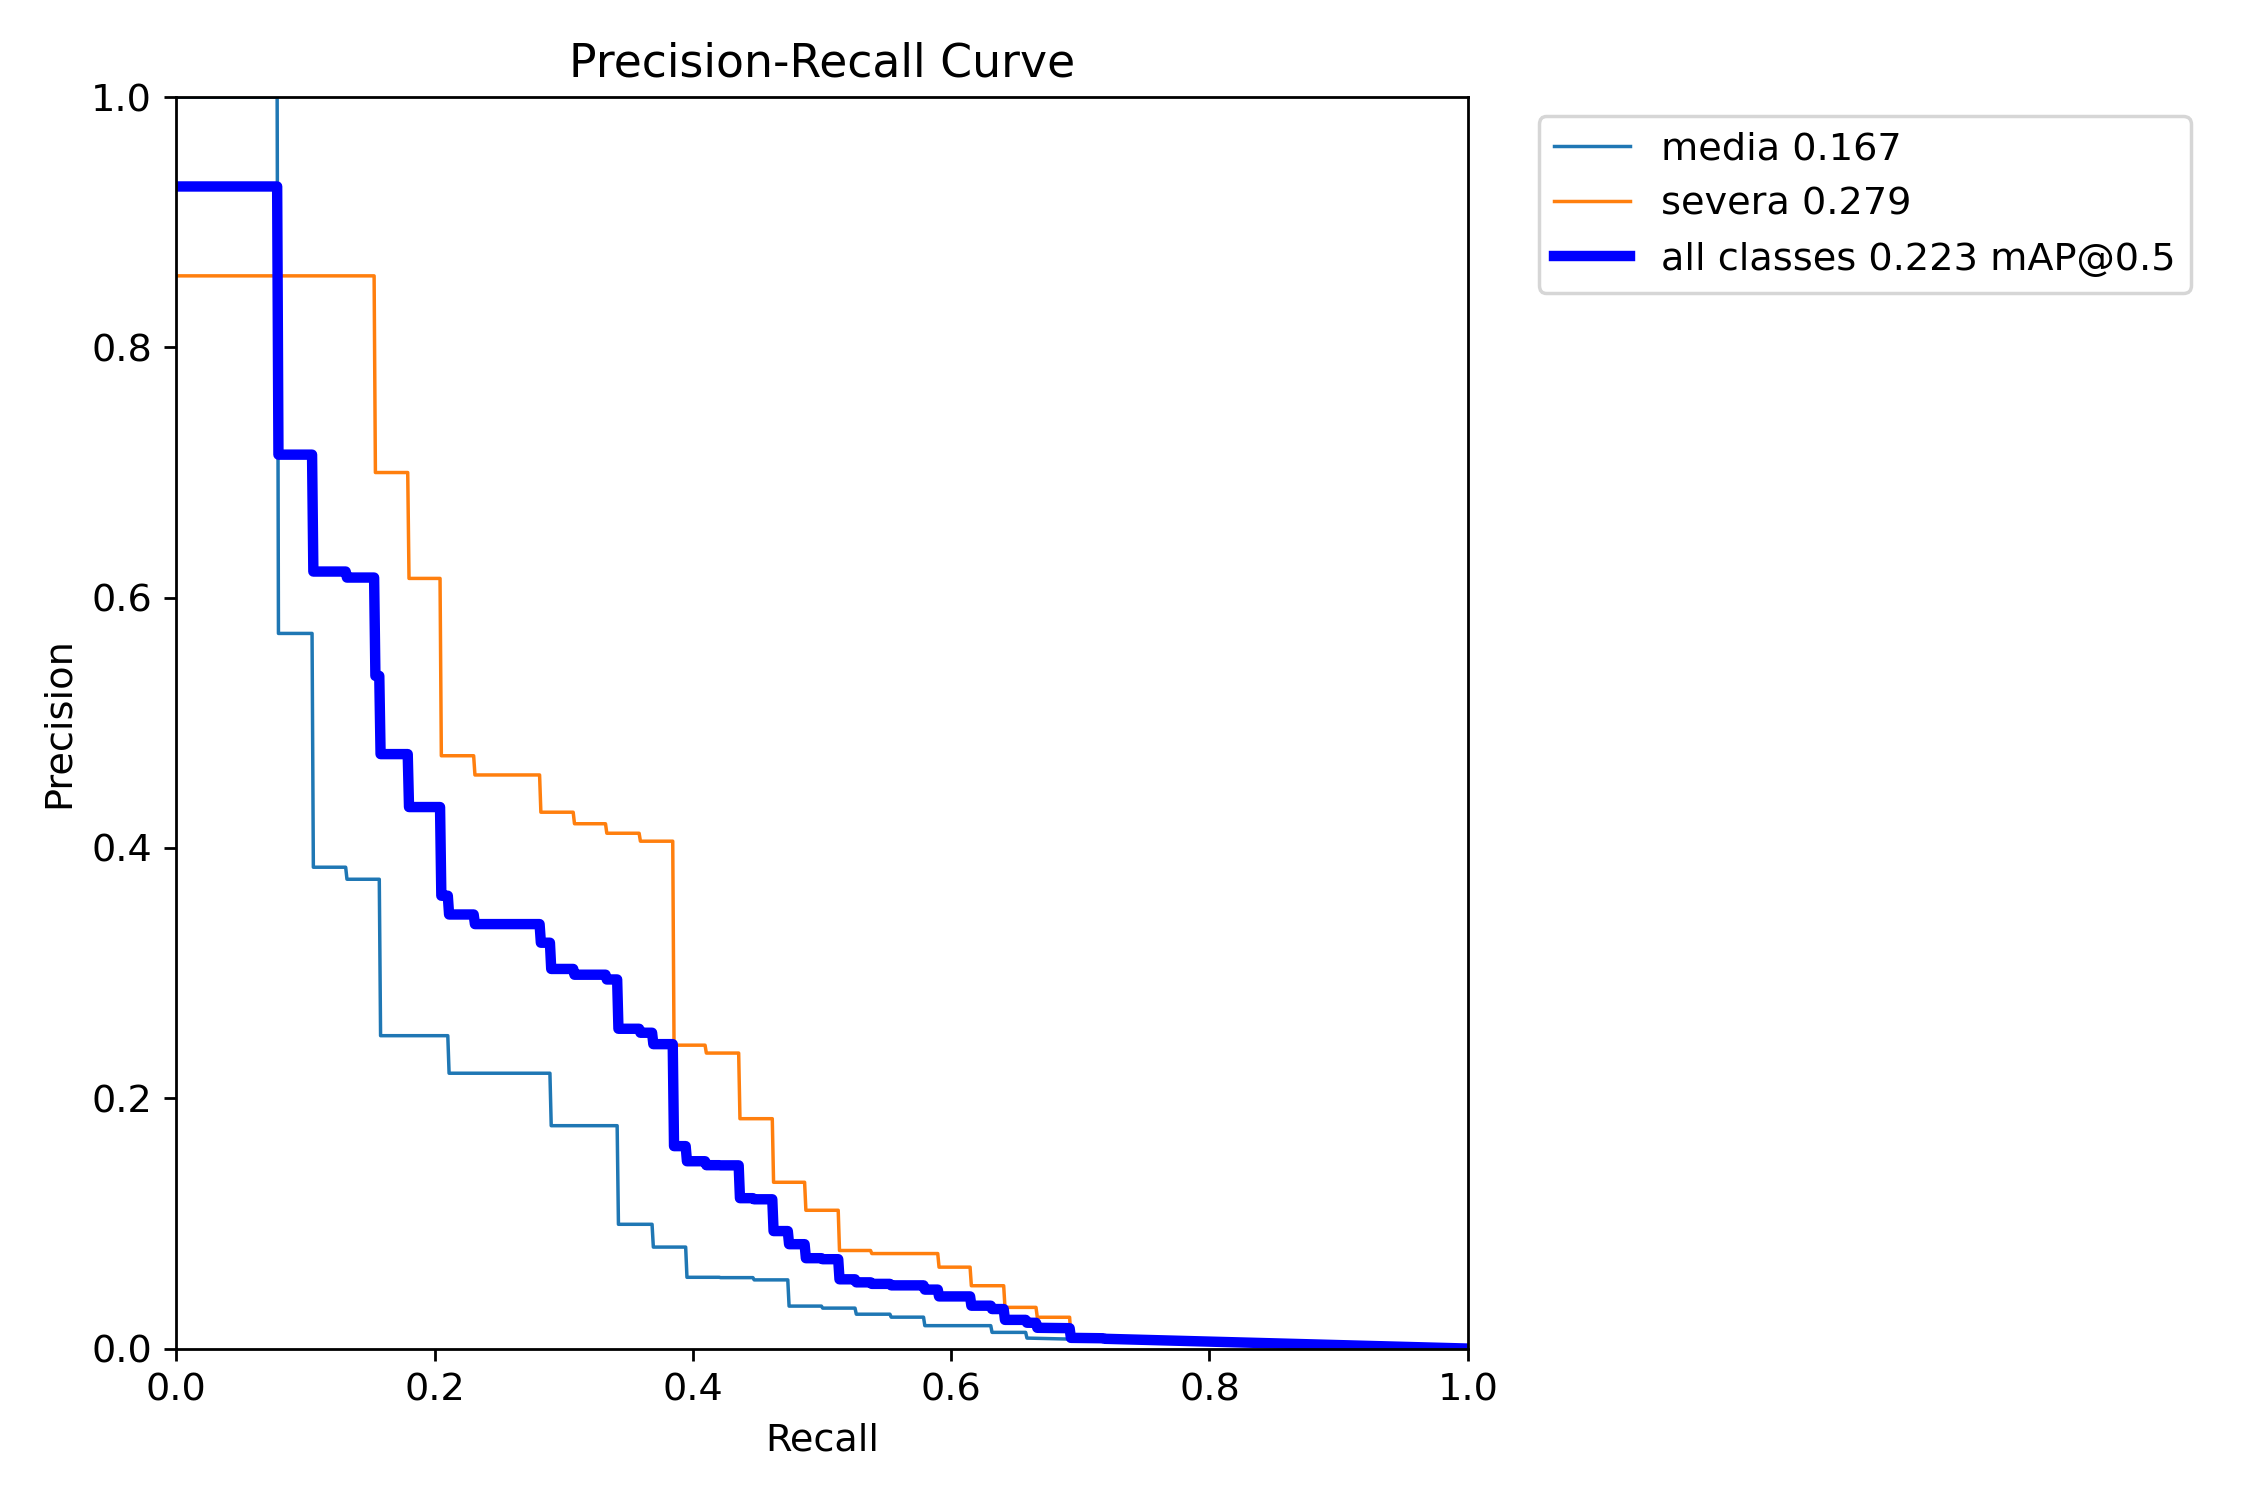 Precision-Recall Curve
media 0.167
severa 0.279
all classes 0.223 mAP@0.5
Precision
1.0
0.8
0.6
0.4
0.2
0.0
0.0 0.2 0.4 0.6 0.8 1.0
Recall